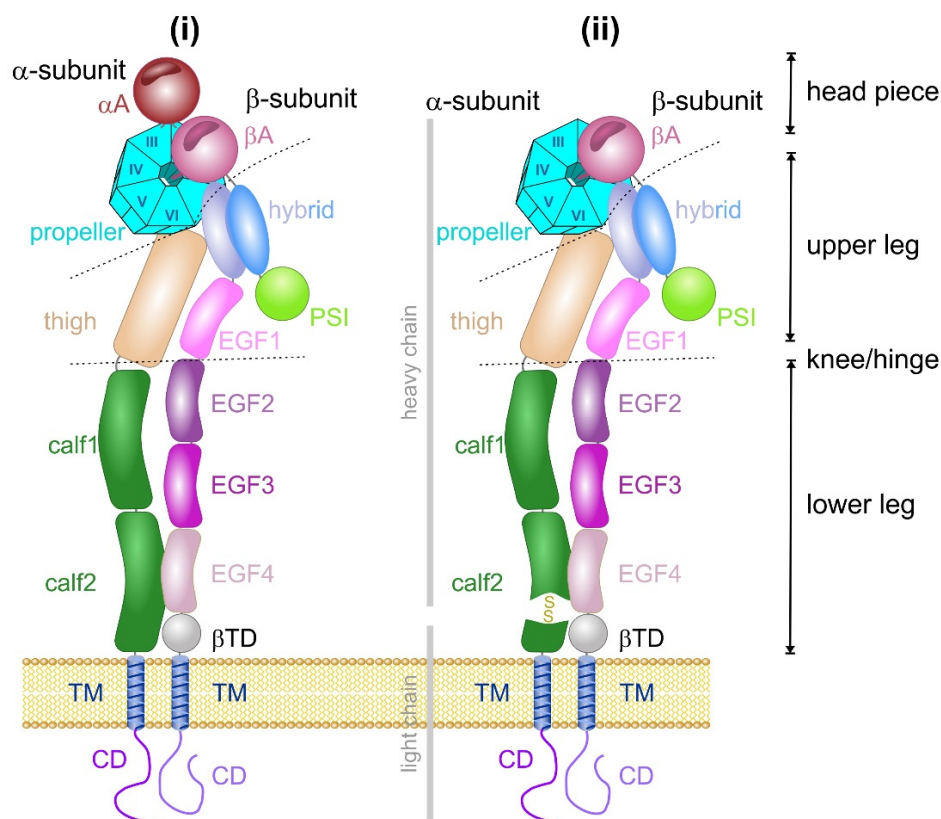 (i)
(ii)
α-subunit
αA
β-subunit
βA
III
IV
V
VI
propeller
hybrid
thigh
PSI
EGF1
EGF2
calf1
EGF3
calf2
EGF4
βTD
TM
TM
CD
CD
heavy chain
light chain
α-subunit
β-subunit
βA
III
IV
V
VI
propeller
hybrid
thigh
PSI
EGF1
EGF2
calf1
EGF3
calf2
EGF4
S
S
βTD
TM
TM
CD
CD
head piece
upper leg
knee/hinge
lower leg